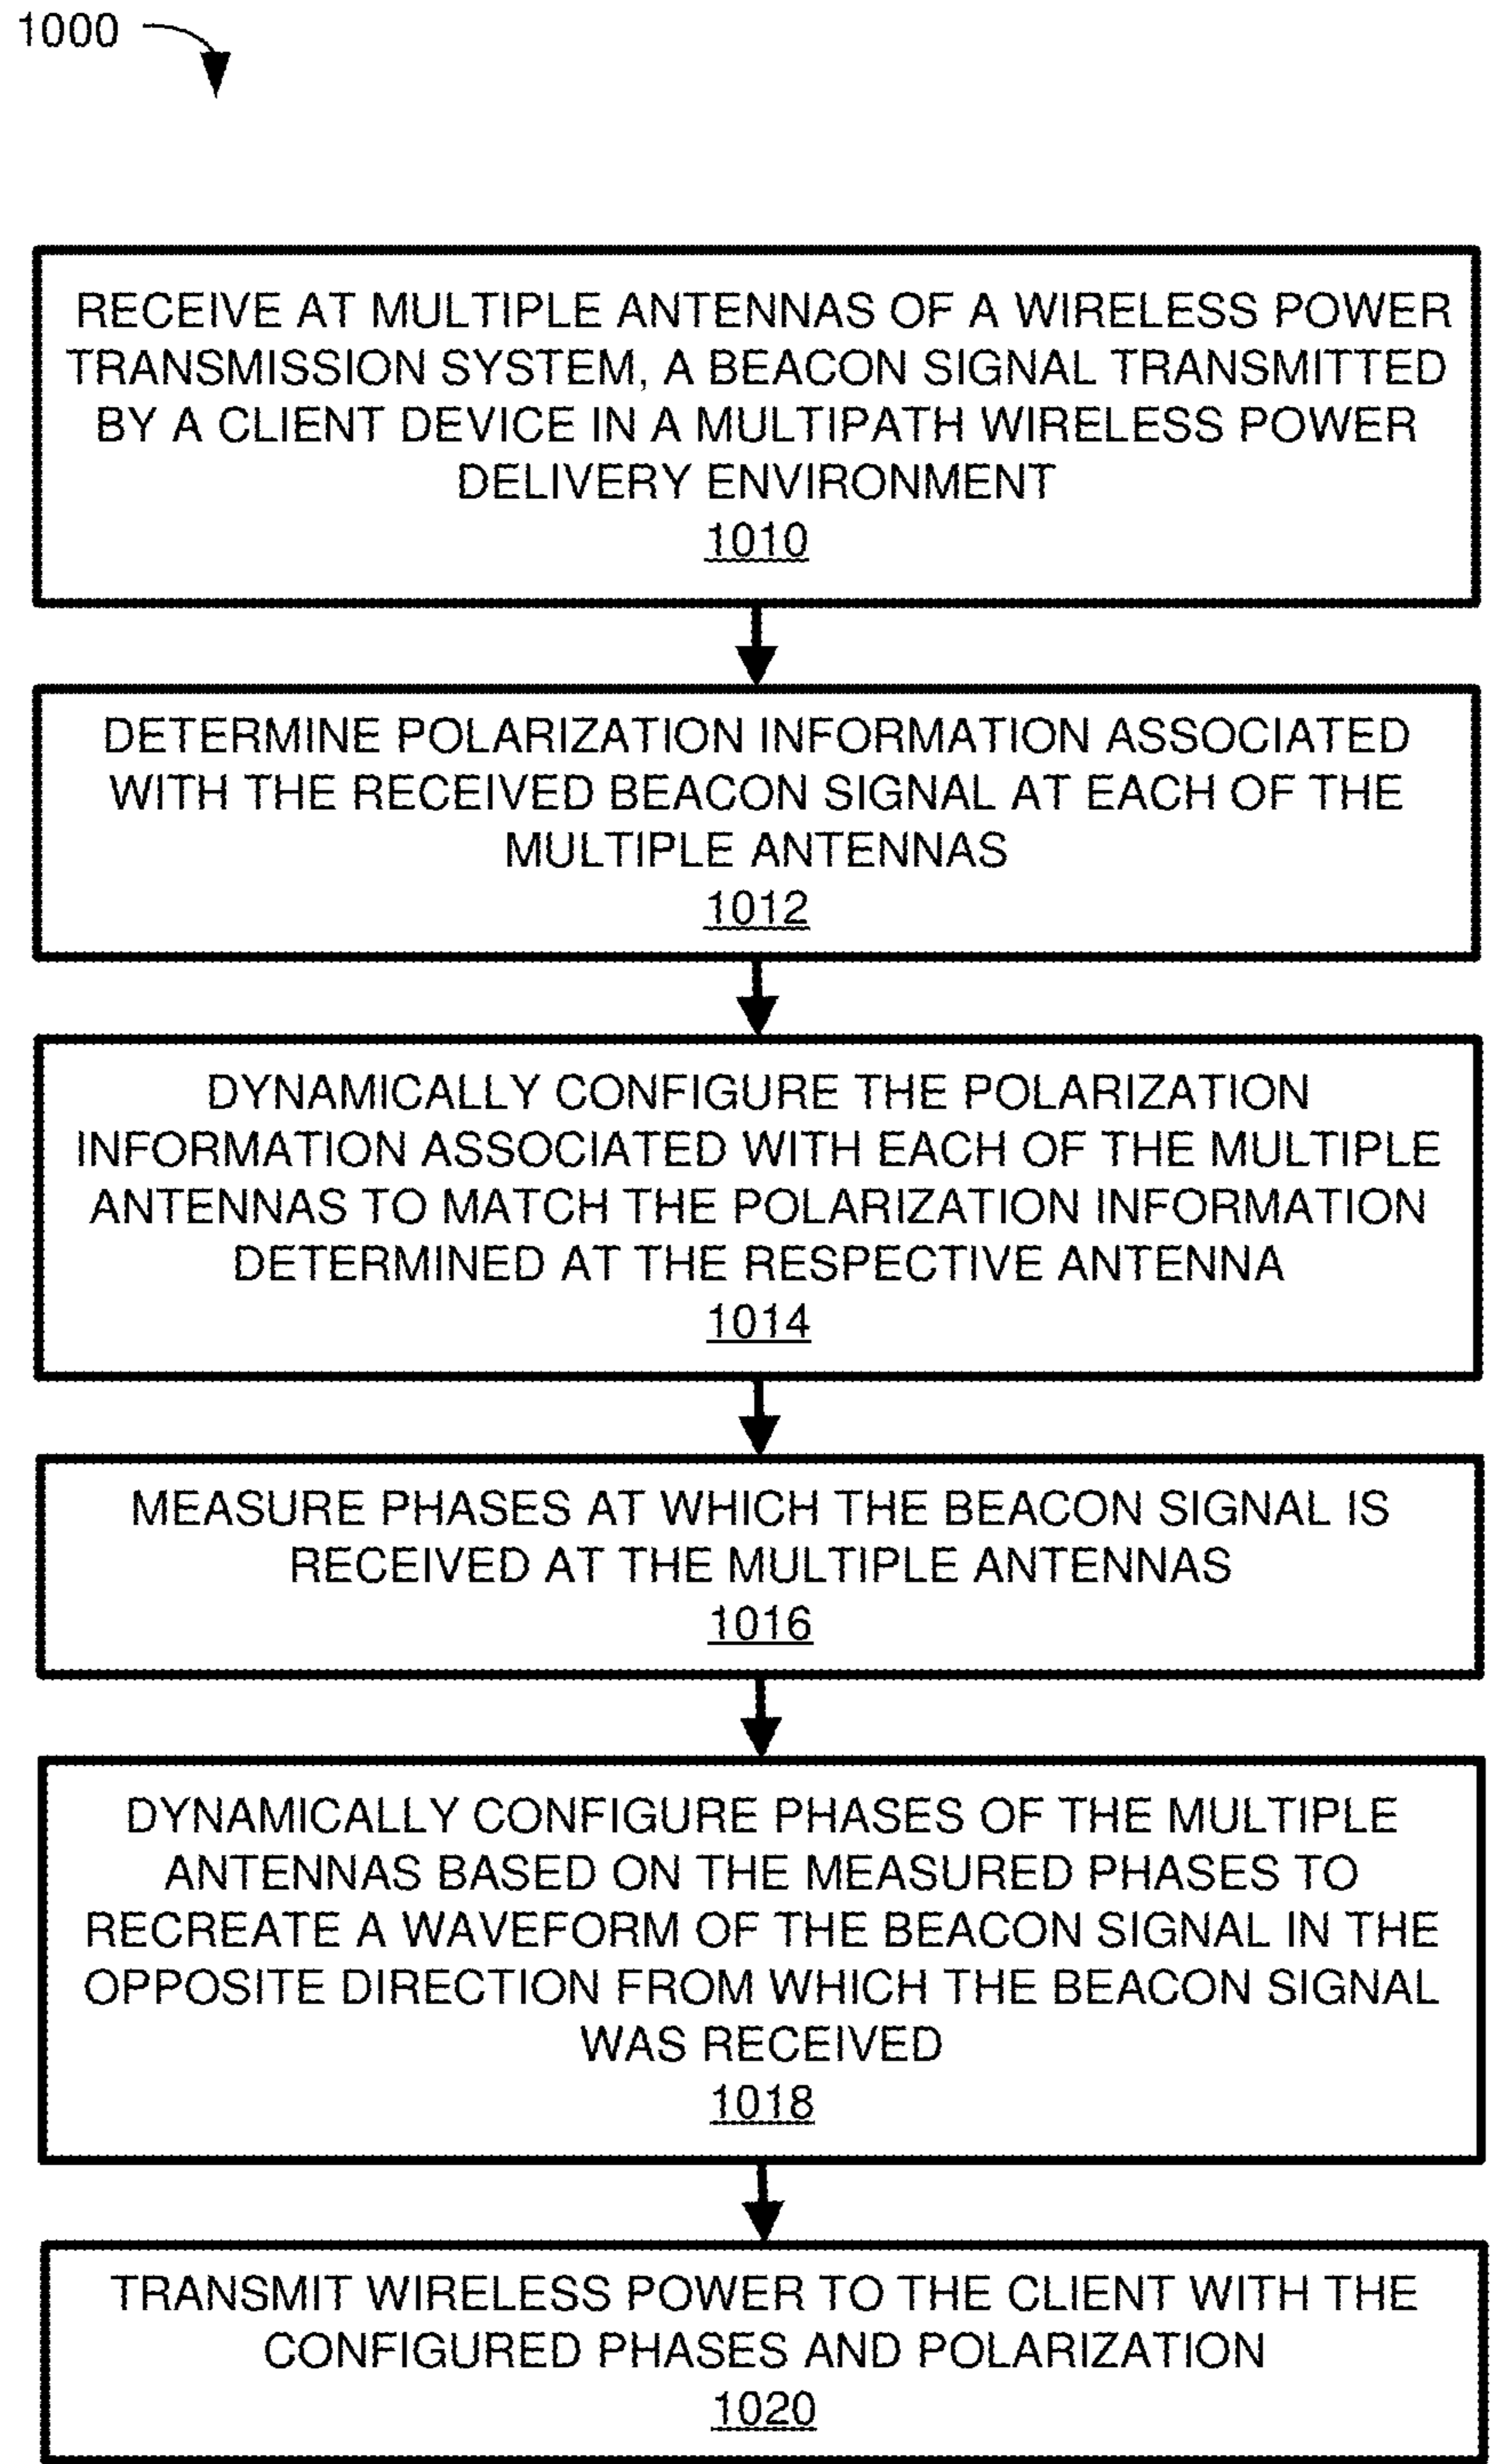 1000
RECEIVE AT MULTIPLE ANTENNAS OF A WIRELESS POWER
TRANSMISSION SYSTEM, A BEACON SIGNAL TRANSMITTED
BY A CLIENT DEVICE IN A MULTIPATH WIRELESS POWER
DELIVERY ENVIRONMENT
1010
DETERMINE POLARIZATION INFORMATION ASSOCIATED
WITH THE RECEIVED BEACON SIGNAL AT EACH OF THE
MULTIPLE ANTENNAS
1012
DYNAMICALLY CONFIGURE THE POLARIZATION
INFORMATION ASSOCIATED WITH EACH OF THE MULTIPLE
ANTENNAS TO MATCH THE POLARIZATION INFORMATION
DETERMINED AT THE RESPECTIVE ANTENNA
1014
MEASURE PHASES AT WHICH THE BEACON SIGNAL IS
RECEIVED AT THE MULTIPLE ANTENNAS
1016
DYNAMICALLY CONFIGURE PHASES OF THE MULTIPLE
ANTENNAS BASED ON THE MEASURED PHASES TO
RECREATE A WAVEFORM OF THE BEACON SIGNAL IN THE
OPPOSITE DIRECTION FROM WHICH THE BEACON SIGNAL
WAS RECEIVED
1018
TRANSMIT WIRELESS POWER TO THE CLIENT WITH THE
CONFIGURED PHASES AND POLARIZATION
1020